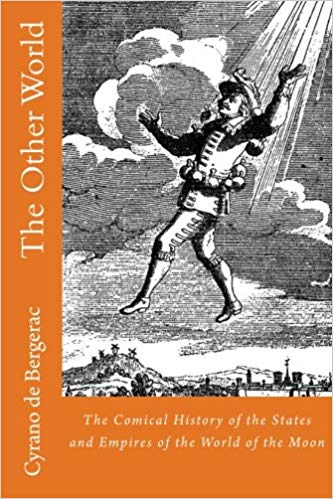 Cyrano de Bergerac The Other World
The Comical History of the States
and Empires of the World of the Moon